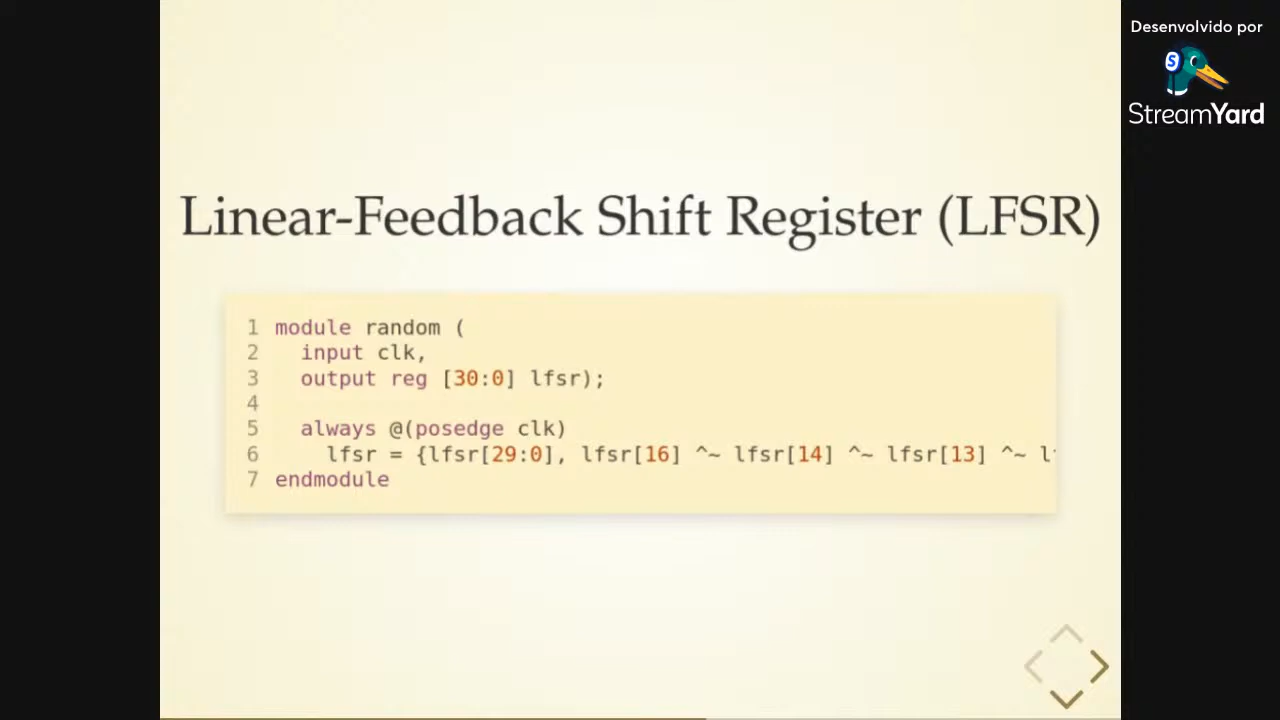 Desenvolvido por
StreamYard
Linear-Feedback Shift Register (LFSR)
1 module random (
2   input clk,
3   output reg [30:0] lfsr);
4
5   always @(posedge clk)
6     lfsr = {lfsr[29:0], lfsr[16] ^~ lfsr[14] ^~ lfsr[13] ^~ l
7 endmodule